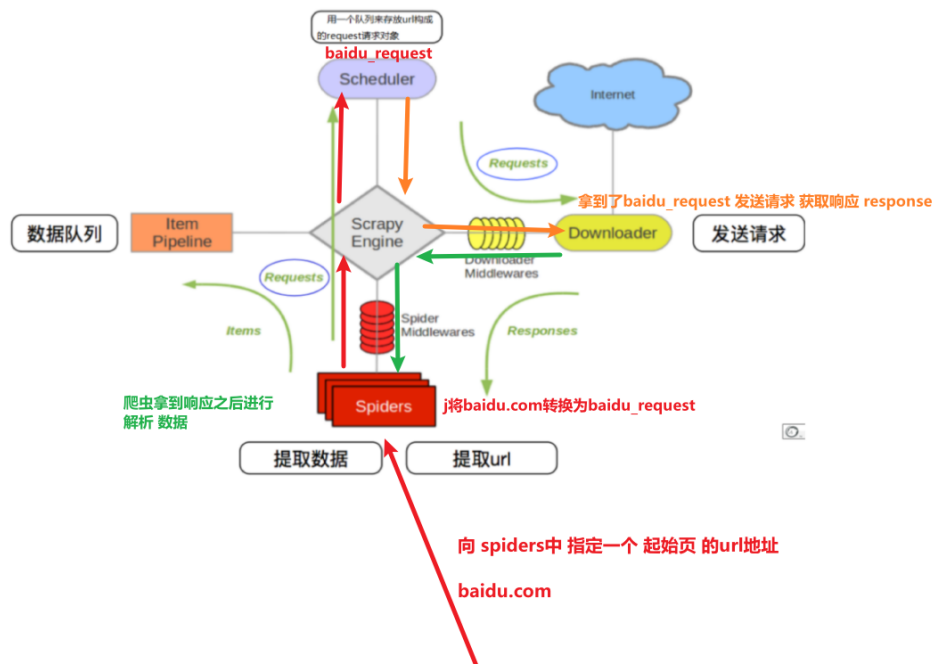 用一个队列来存放url构成
的request请求对象
baidu_request
Scheduler
Internet
Requests
拿到了baidu_request 发送请求 获取响应 response
数据队列
Item
Pipeline
Scrapy
Engine
Downloader
发送请求
Downloader
Middlewares
Requests
Items
Spider
Middlewares
Responses
爬虫拿到响应之后进行
解析 数据
Spiders
j将baidu.com转换为baidu_request
提取数据
提取url
向 spiders中 指定一个 起始页 的url地址
baidu.com